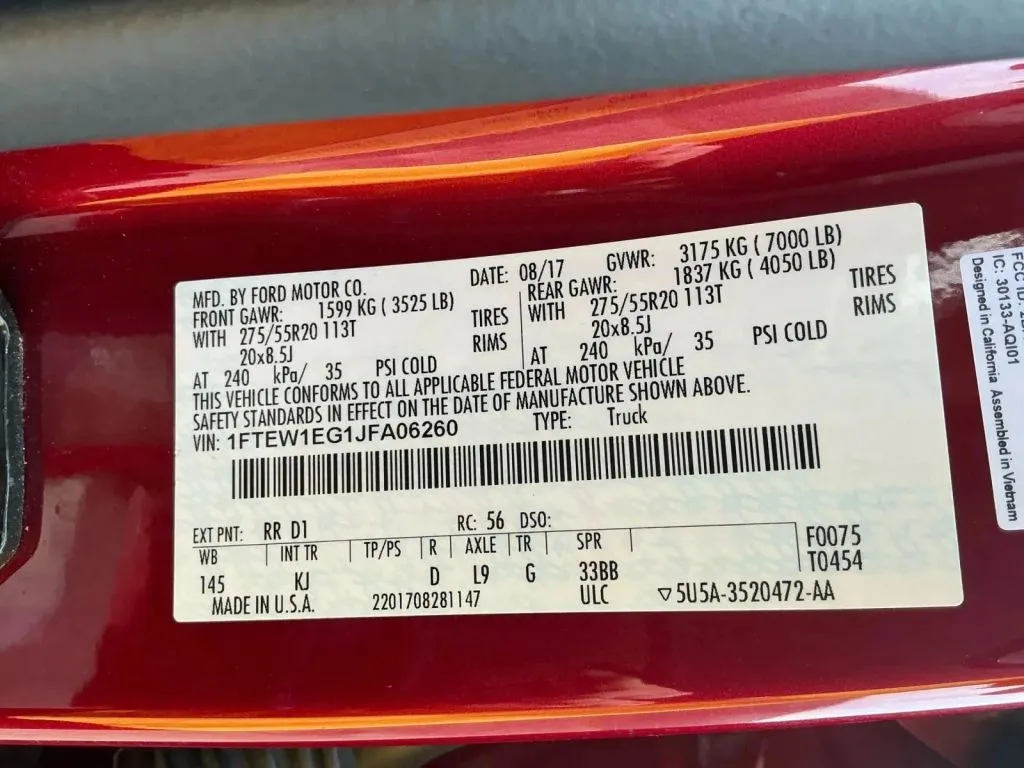 MFD. BY FORD MOTOR CO.
DATE: 08/17 GVWR: 3175 KG ( 7000 LB)
FRONT GAWR: 1599 KG ( 3525 LB)
WITH 275/55R20 113T TIRES
20x8.5J RIMS
AT 240 kPa/ 35 PSI COLD
REAR GAWR: 1837 KG ( 4050 LB)
WITH 275/55R20 113T TIRES
20x8.5J RIMS
AT 240 kPa/ 35 PSI COLD
THIS VEHICLE CONFORMS TO ALL APPLICABLE FEDERAL MOTOR VEHICLE
SAFETY STANDARDS IN EFFECT ON THE DATE OF MANUFACTURE SHOWN ABOVE.
VIN: 1FTEW1EG1JFA06260 TYPE: Truck
EXT PNT: RR D1 RC: 56 DSO:
WB INT TR TP/PS R AXLE TR SPR F0075
145 KJ D L9 G 33BB T0454
MADE IN U.S.A. 2201708281147 ULC ▽5U5A-3520472-AA
FCC ID:
IC: 30133-AQI01
Designed in California Assembled in Vietnam